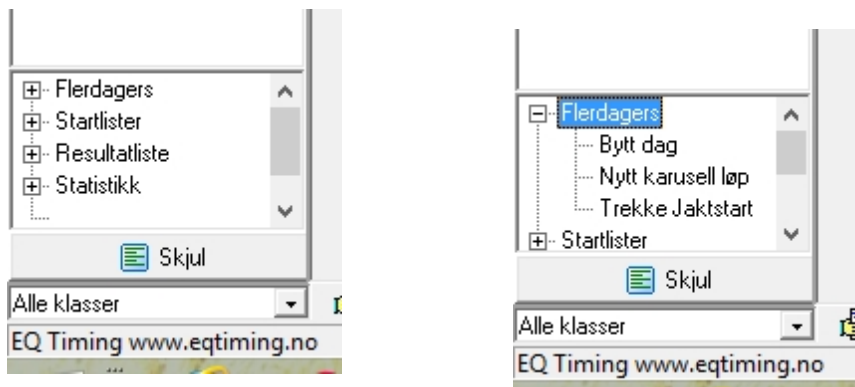 Flerdagers
Startlister
Resultatliste
Statistikk
Skjul
Alle klasser
EQ Timing www.eqtiming.no
Flerdagers
Bytt dag
Nytt karusell løp
Trekke Jaktstart
Startlister
Skjul
Alle klasser
EQ Timing www.eqtiming.no